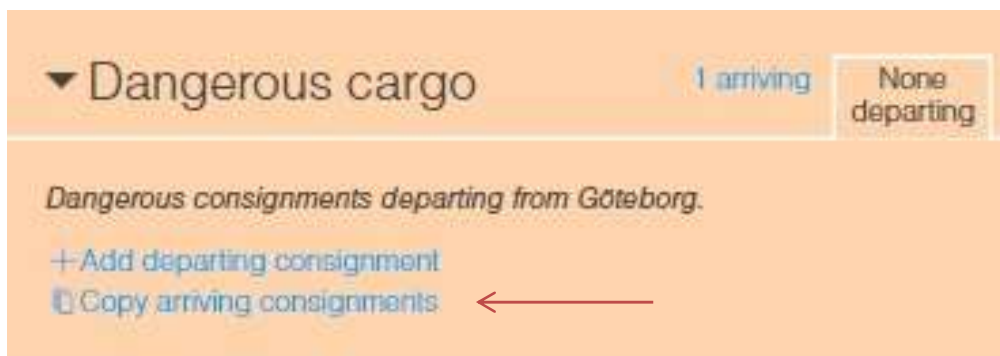 Dangerous cargo
1 arriving
None
departing
Dangerous consignments departing from Göteborg.
+Add departing consignment
Copy arriving consignments